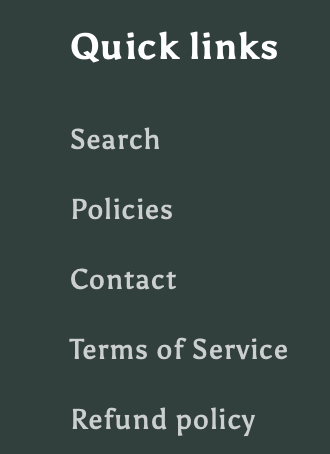 Quick links
Search
Policies
Contact
Terms of Service
Refund policy